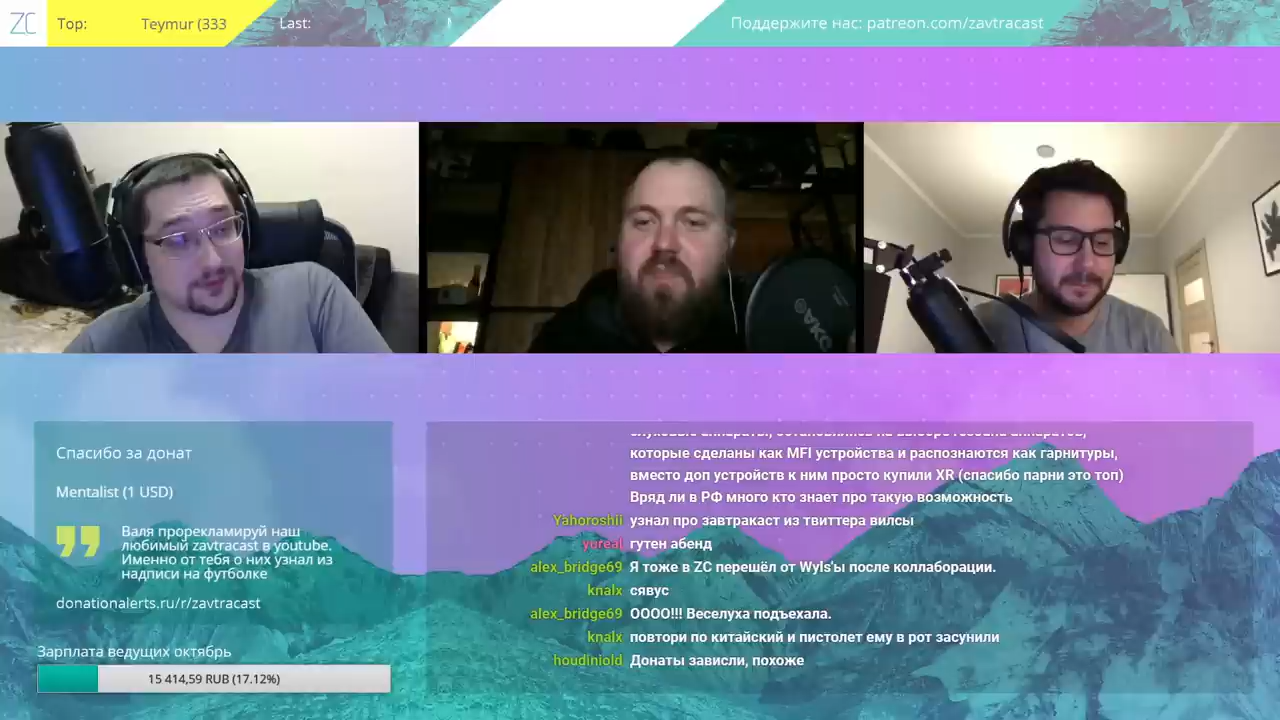 ZC
Top: Teymur (333
Last:
Поддержите нас: patreon.com/zavtracast
AKG
Спасибо за донат
Mentalist (1 USD)
Валя прорекламируй наш
любимый zavtracast в youtube.
Именно от тебя о них узнал из
надписи на футболке
donationalerts.ru/r/zavtracast
Зарплата ведущих октябрь
15 414,59 RUB (17.12%)
которые сделаны как MFI устройства и распознаются как гарнитуры,
вместо доп устройств к ним просто купили XR (спасибо парни это топ)
Вряд ли в РФ много кто знает про такую возможность
Yahoroshii узнал про завтракаст из твиттера вилсы
yoreal гутен абенд
alex_bridge69 Я тоже в ZC перешёл от Wyls'ы после коллаборации.
knalx сявус
alex_bridge69 ОООО!!! Веселуха подъехала.
knalx повтори по китайский и пистолет ему в рот засунили
houdiniold Донаты зависли, похоже